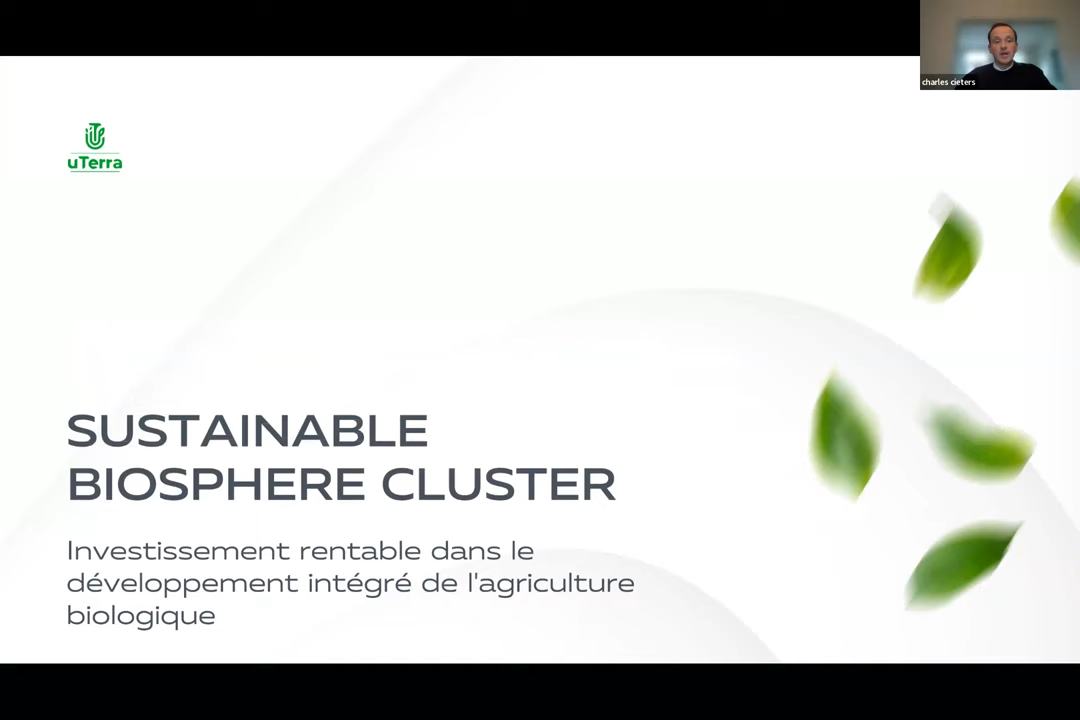 charles cieters
uTerra
SUSTAINABLE
BIOSPHERE CLUSTER
Investissement rentable dans le
développement intégré de l'agriculture
biologique